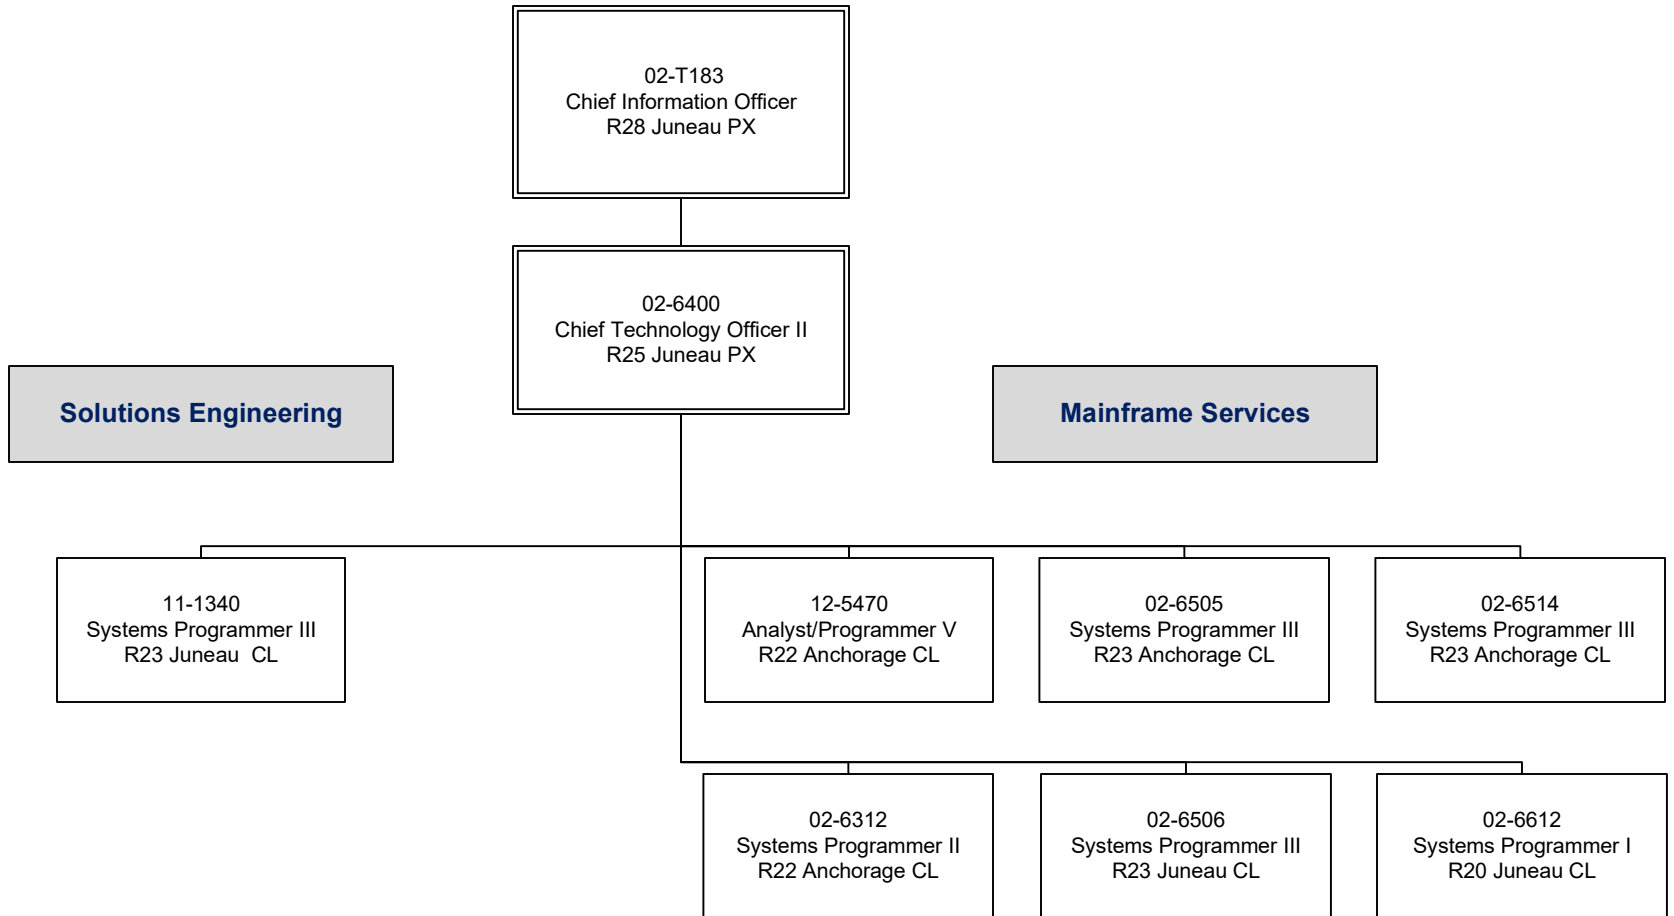 02-T183
Chief Information Officer
R28 Juneau PX
02-6400
Chief Technology Officer II
R25 Juneau PX
Solutions Engineering
Mainframe Services
11-1340
Systems Programmer III
R23 Juneau  CL
12-5470
Analyst/Programmer V
R22 Anchorage CL
02-6505
Systems Programmer III
R23 Anchorage CL
02-6514
Systems Programmer III
R23 Anchorage CL
02-6312
Systems Programmer II
R22 Anchorage CL
02-6506
Systems Programmer III
R23 Juneau CL
02-6612
Systems Programmer I
R20 Juneau CL